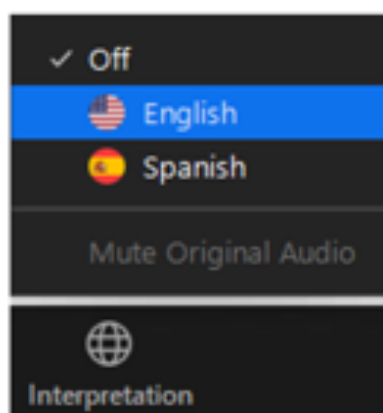 Off
English
Spanish
Mute Original Audio
Interpretation